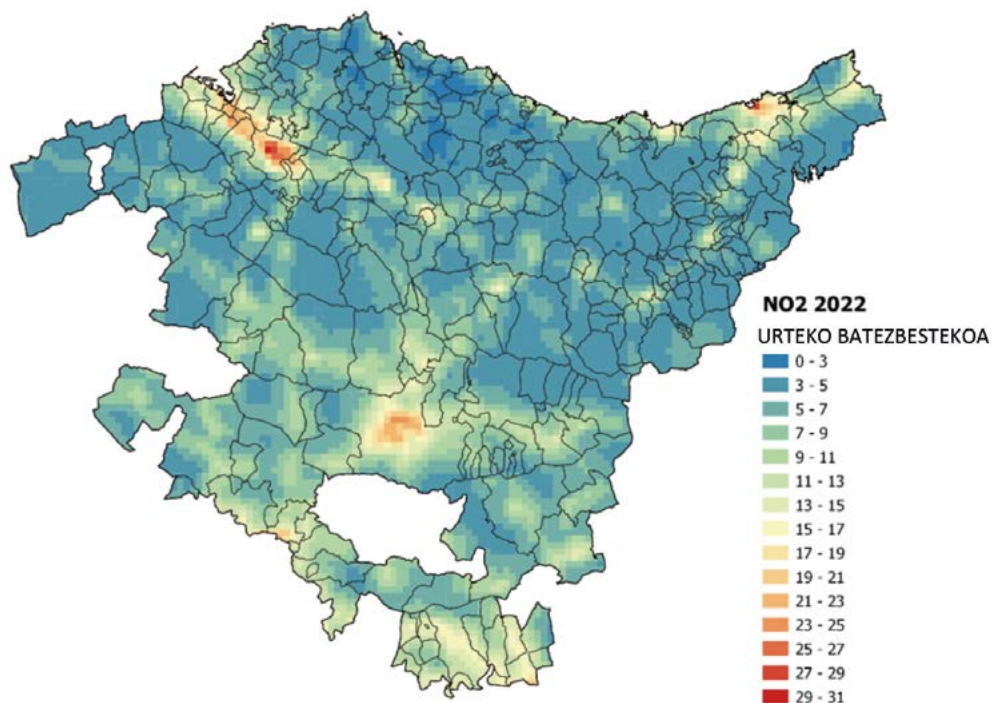 NO2 2022
URTEKO BATEZBESTEKOA
0 - 3
3 - 5
5 - 7
7 - 9
9 - 11
11 - 13
13 - 15
15 - 17
17 - 19
19 - 21
21 - 23
23 - 25
25 - 27
27 - 29
29 - 31